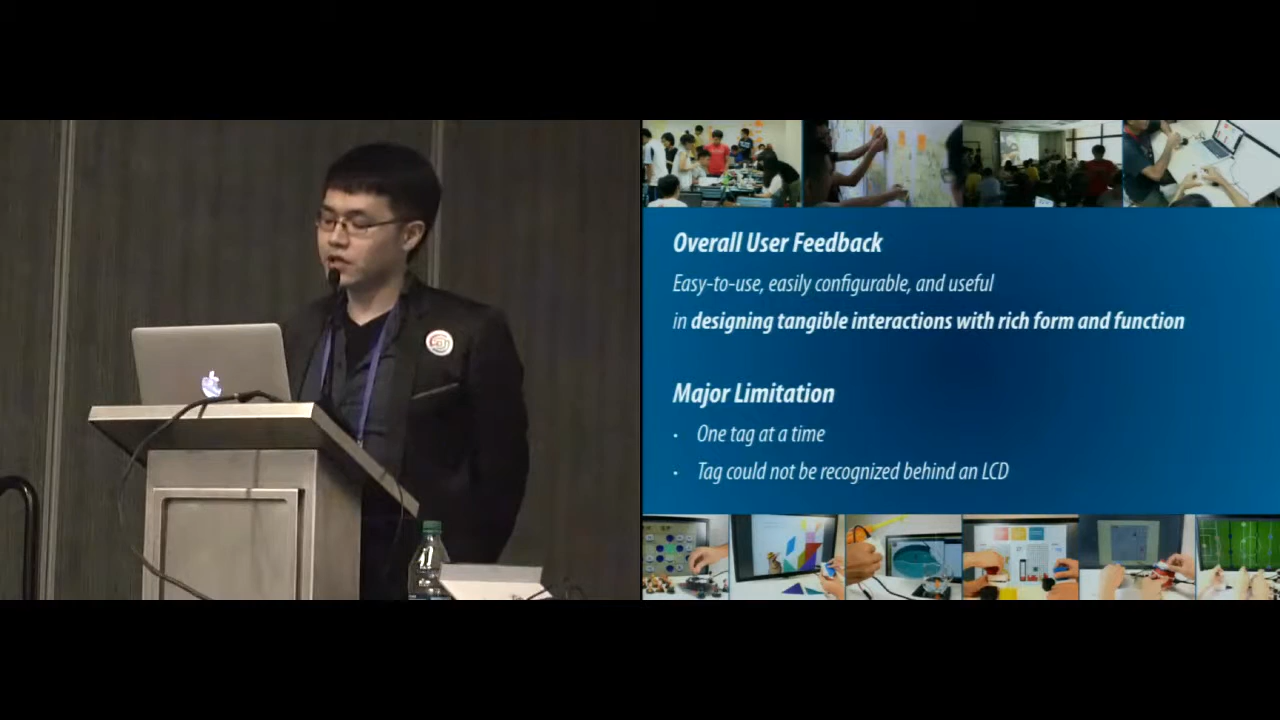 Overall User Feedback
Easy-to-use, easily configurable, and useful
in designing tangible interactions with rich form and function
Major Limitation
• One tag at a time
• Tag could not be recognized behind an LCD